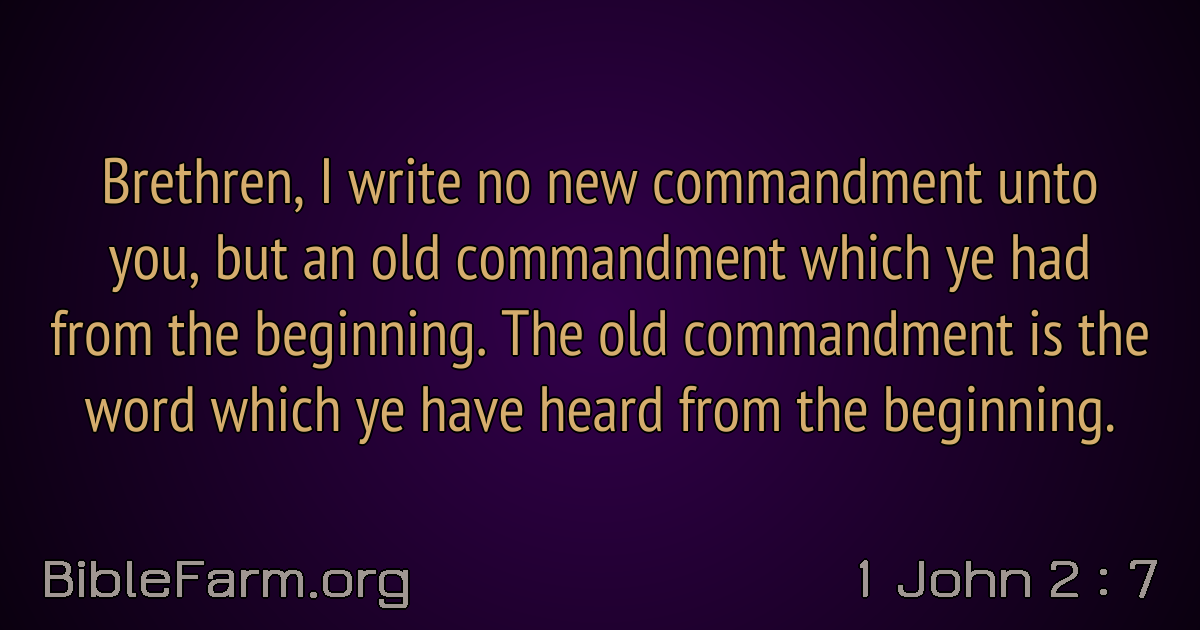 Brethren, I write no new commandment unto
you, but an old commandment which ye had
from the beginning. The old commandment is the
word which ye have heard from the beginning.
BibleFarm.org
1 John 2 : 7